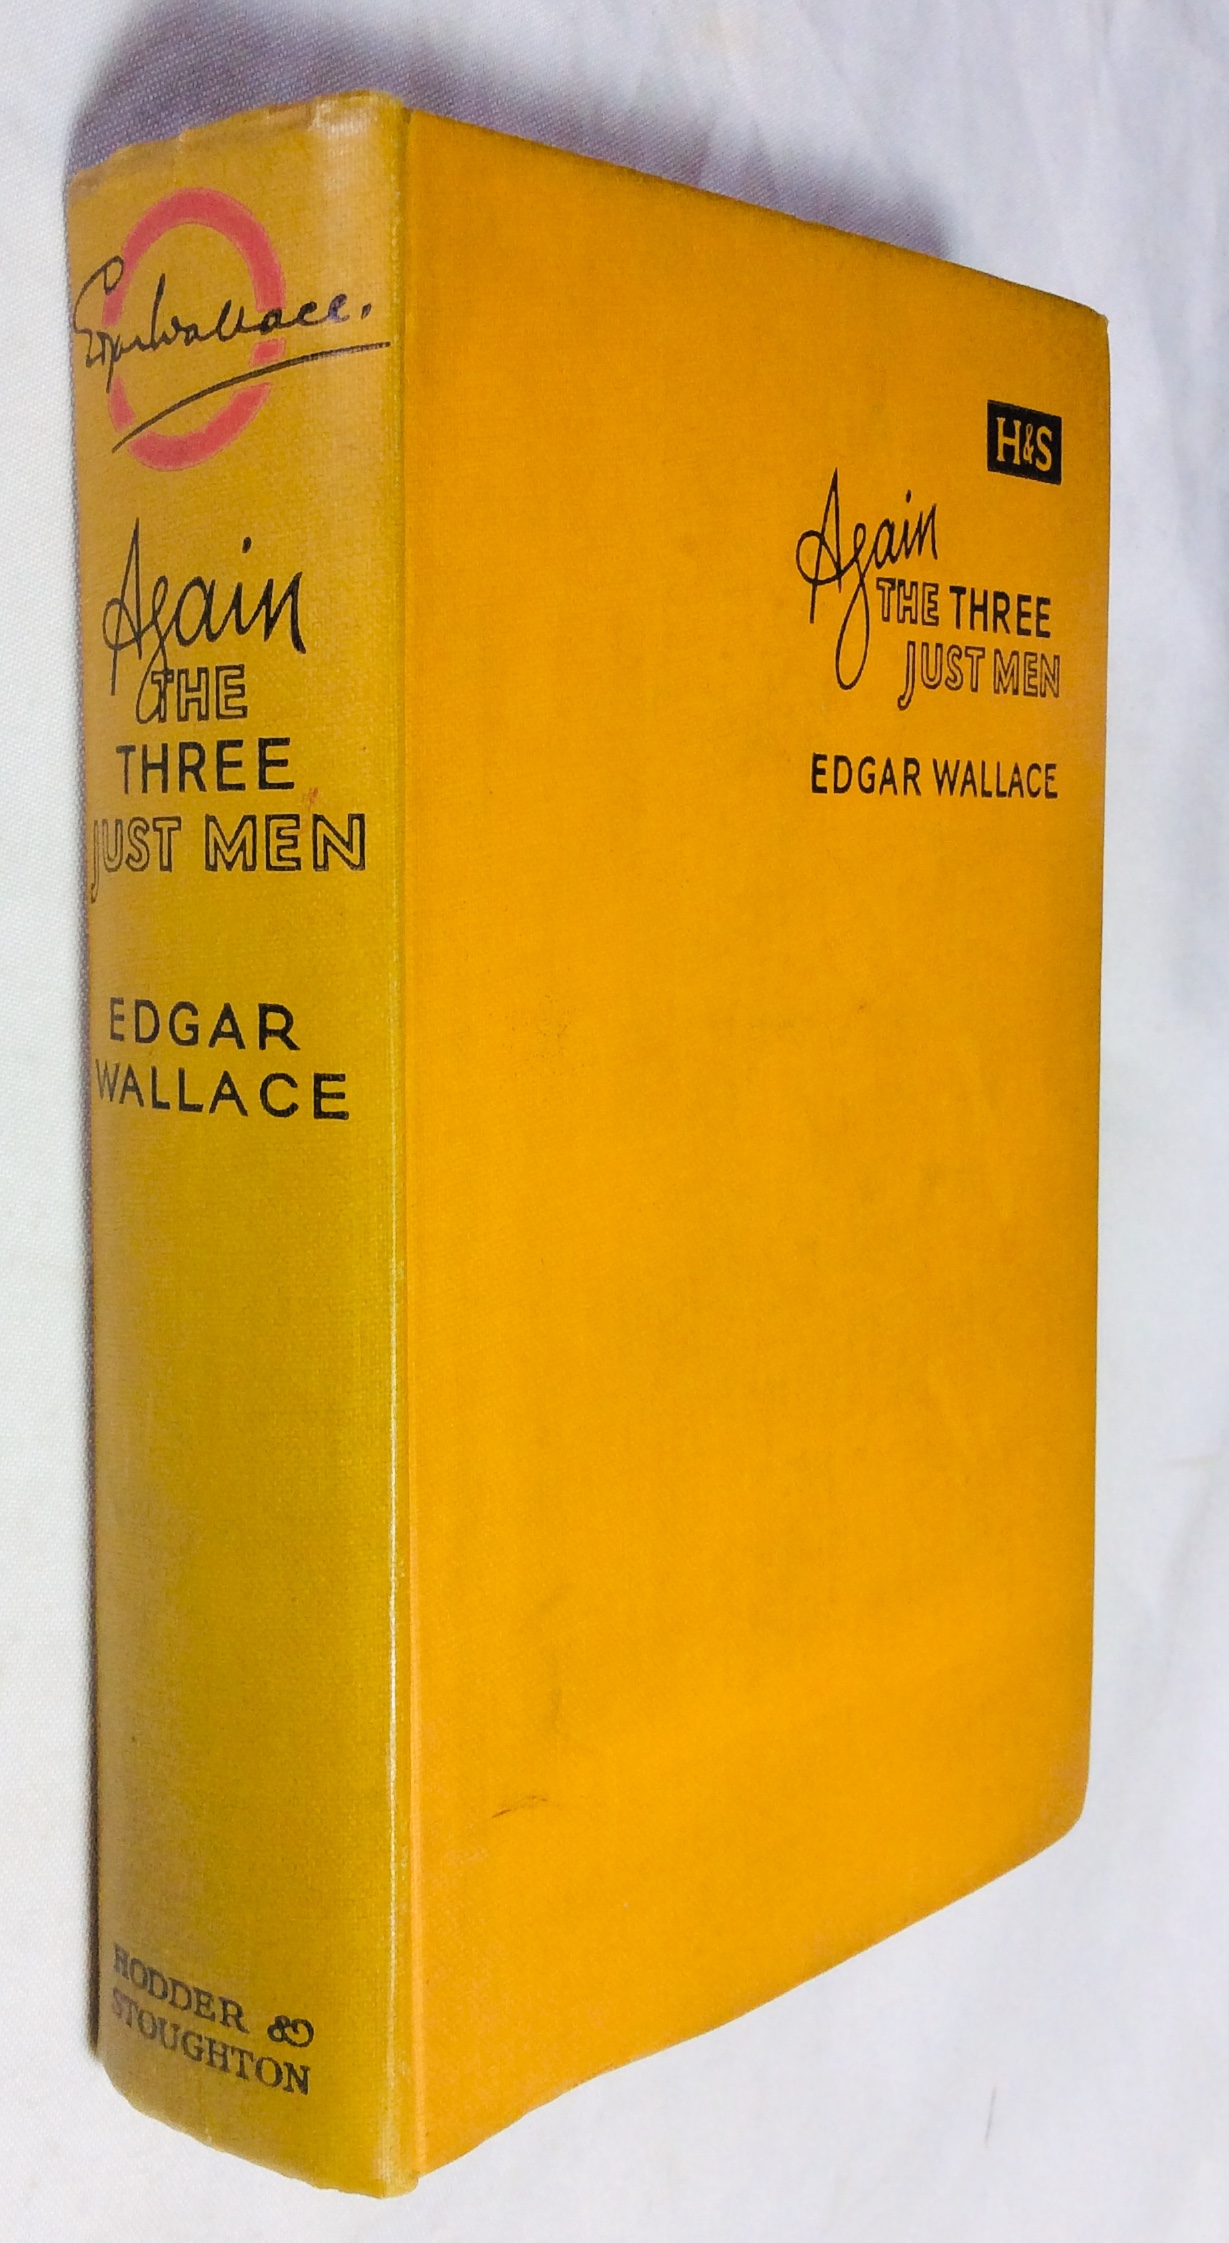 Edgar Wallace.
Again
THE
THREE
JUST MEN
EDGAR
WALLACE
HODDER &
STOUGHTON
H&S
Again
THE THREE
JUST MEN
EDGAR WALLACE